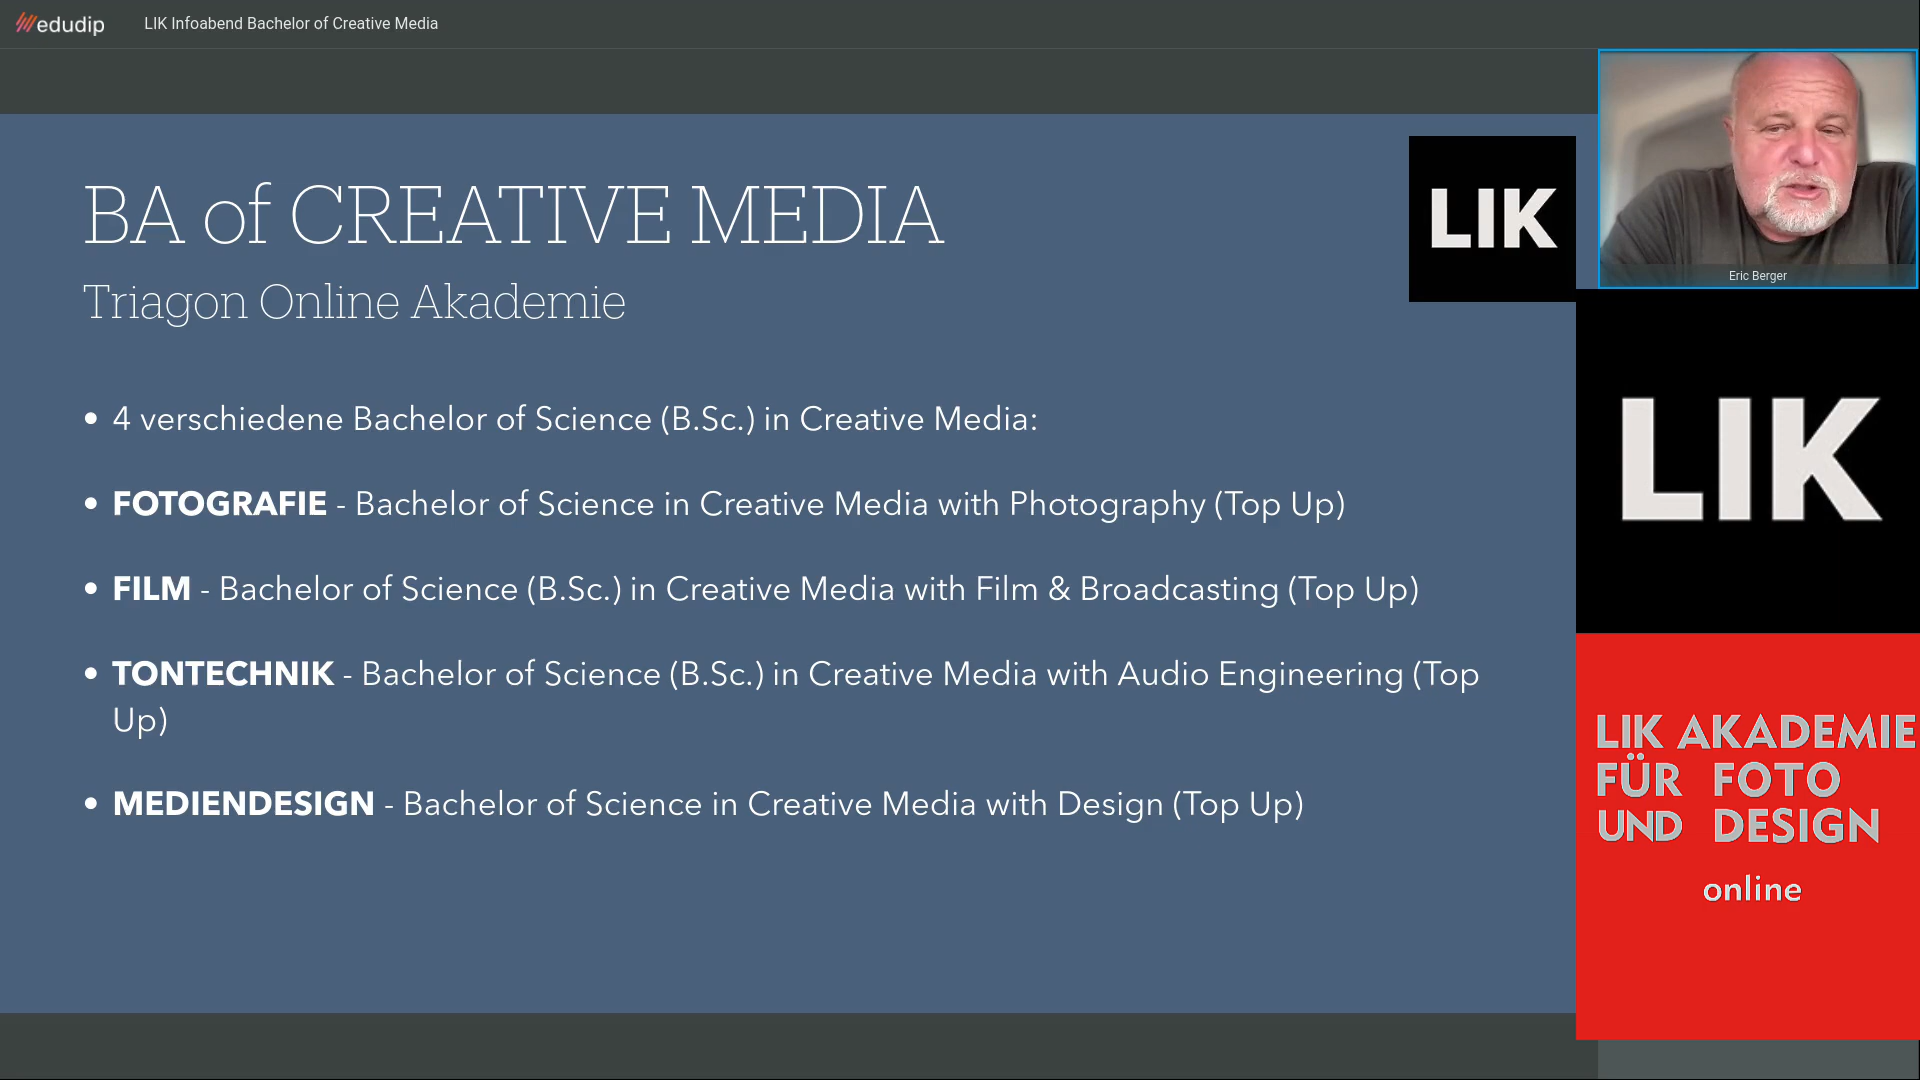 edudip
LIK Infoabend Bachelor of Creative Media
BA of CREATIVE MEDIA
Triagon Online Akademie
• 4 verschiedene Bachelor of Science (B.Sc.) in Creative Media:
• FOTOGRAFIE - Bachelor of Science in Creative Media with Photography (Top Up)
• FILM - Bachelor of Science (B.Sc.) in Creative Media with Film & Broadcasting (Top Up)
• TONTECHNIK - Bachelor of Science (B.Sc.) in Creative Media with Audio Engineering (Top
Up)
• MEDIENDESIGN - Bachelor of Science in Creative Media with Design (Top Up)
LIK
Eric Berger
LIK
LIK AKADEMIE
FÜR FOTO
UND DESIGN
online